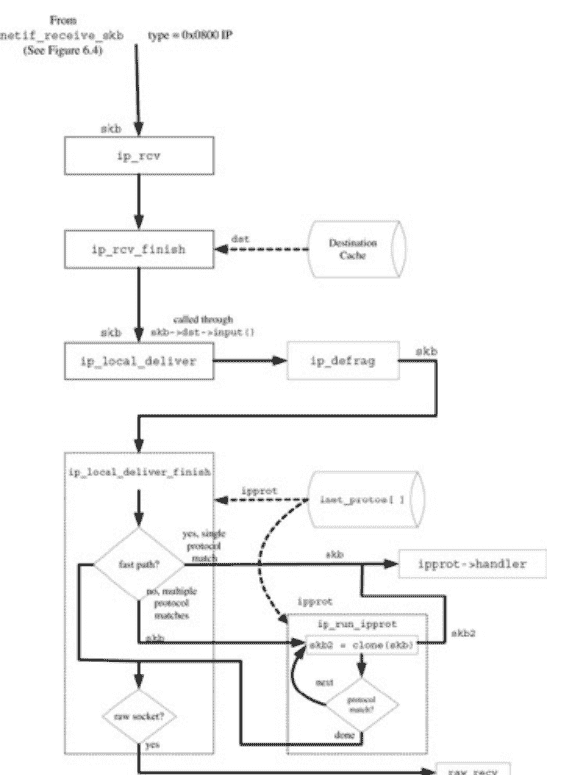 From
netif_receive_skb type = 0x0800 IP
(See Figure 6.4)
skb
ip_rcv
dst
ip_rcv_finish
Destination
Cache
called through
skb skb->dst->input()
ip_local_deliver
ip_defrag
skb
ip_local_deliver_finish
ipprot
inet_protos[ ]
yes, single
protocol
match
fast path?
skb
ipprot->handler
no, multiple
protocol
matches
ipprot
ip_run_ipprot
skb
skb2 = clone(skb)
skb2
next
protocol
match?
raw socket?
done
yes
raw_recv